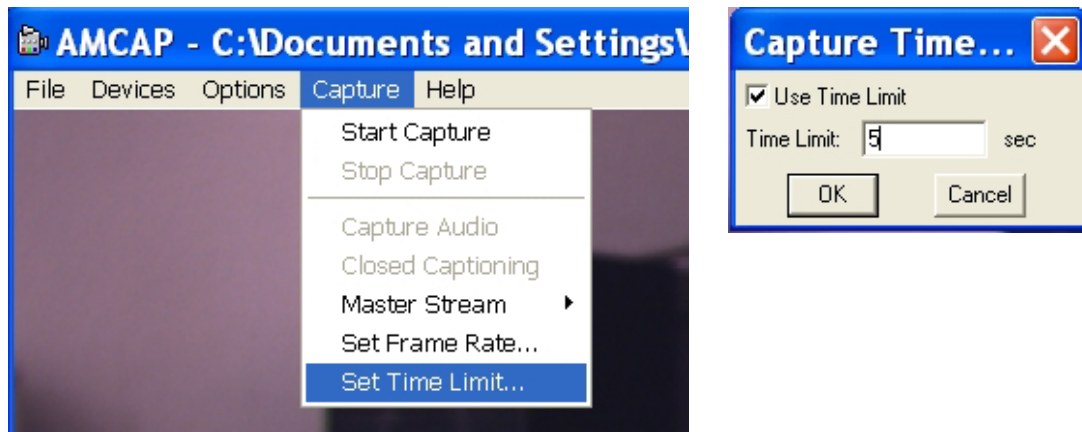 AMCAP - C:\Documents and Settings\
File Devices Options Capture Help
Start Capture
Stop Capture
Capture Audio
Closed Captioning
Master Stream
Set Frame Rate...
Set Time Limit...
Capture Time...
Use Time Limit
Time Limit: 5 sec
OK Cancel